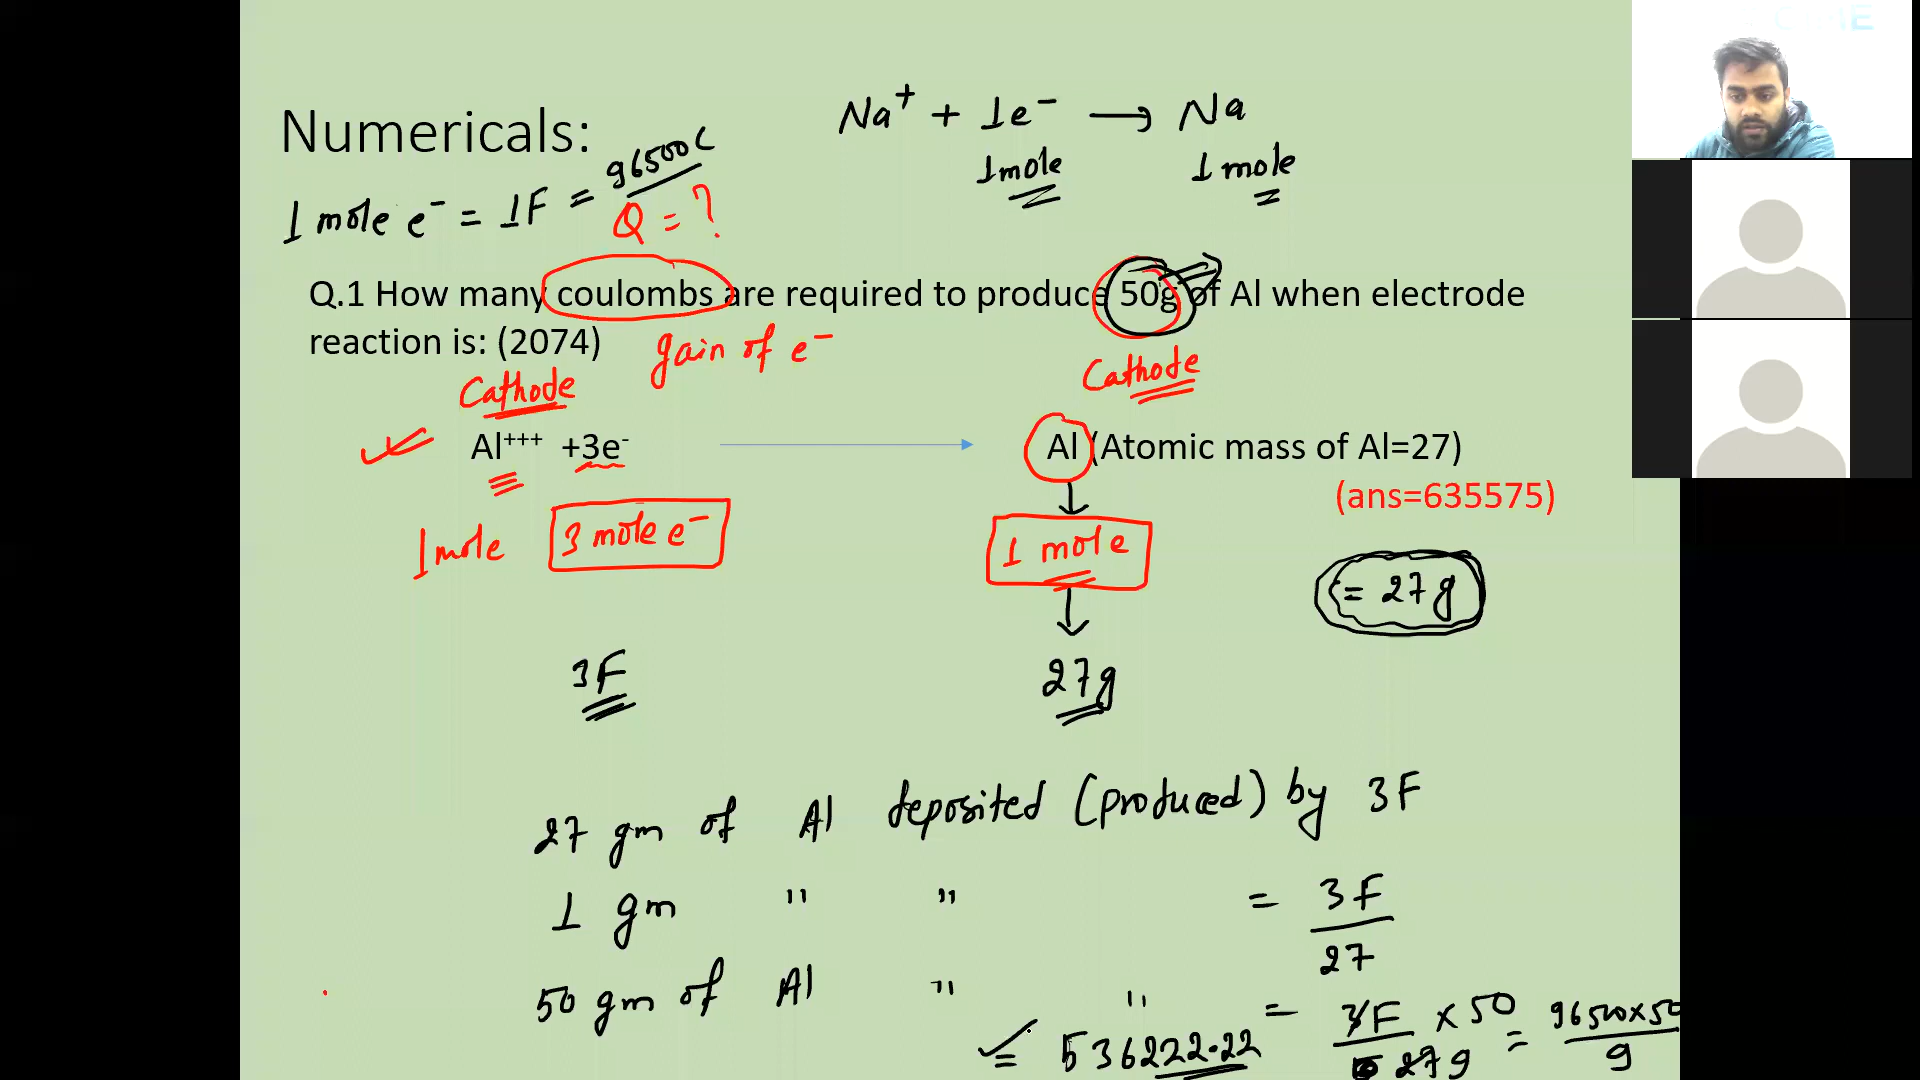 Na⁺ + 1e⁻ → Na
1 mole 1 mole
Numericals:
1 mole e⁻ = 1F = 96500C
Q = ?
Q.1 How many coulombs are required to produce 50g of Al when electrode
reaction is: (2074)
gain of e⁻
Cathode
Cathode
Al⁺⁺⁺ +3e⁻ → Al (Atomic mass of Al=27)
(ans=635575)
1 mole 3 mole e⁻ 1 mole
= 27g
3F 27g
27 gm of Al deposited (produced) by 3F
1 gm " " = 3F/27
50 gm of Al " " = 3F/27 9 × 50 = 96500×50/9
= 536222.22